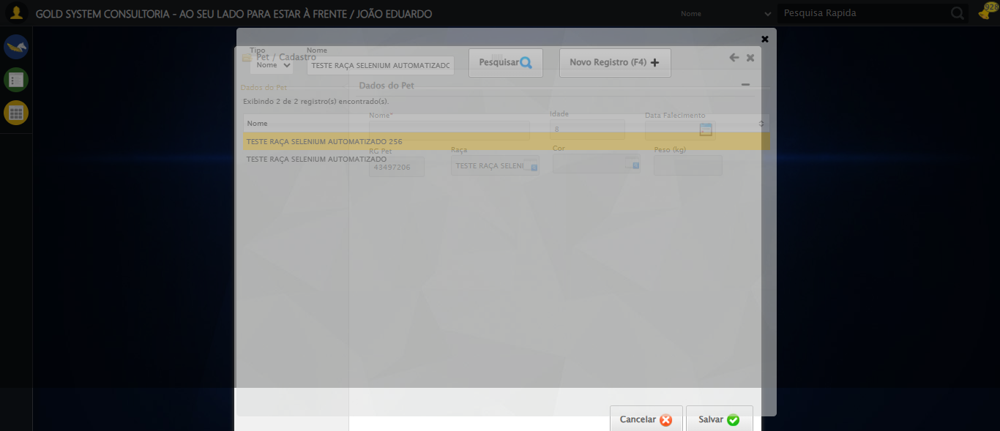 GOLD SYSTEM CONSULTORIA - AO SEU LADO PARA ESTAR À FRENTE / JOÃO EDUARDO
Nome
Pesquisa Rapida
928
Tipo
Nome
Pet / Cadastro
Nome
TESTE RAÇA SELENIUM AUTOMATIZADO
Pesquisar
Novo Registro (F4)
Dados do Pet
Dados do Pet
Exibindo 2 de 2 registro(s) encontrado(s).
Nome
Nome*
Idade
8
Data Falecimento
TESTE RAÇA SELENIUM AUTOMATIZADO 256
RG Pet
Raça
Cor
Peso (kg)
TESTE RAÇA SELENIUM AUTOMATIZADO
43497206
TESTE RAÇA SELENI
Cancelar
Salvar